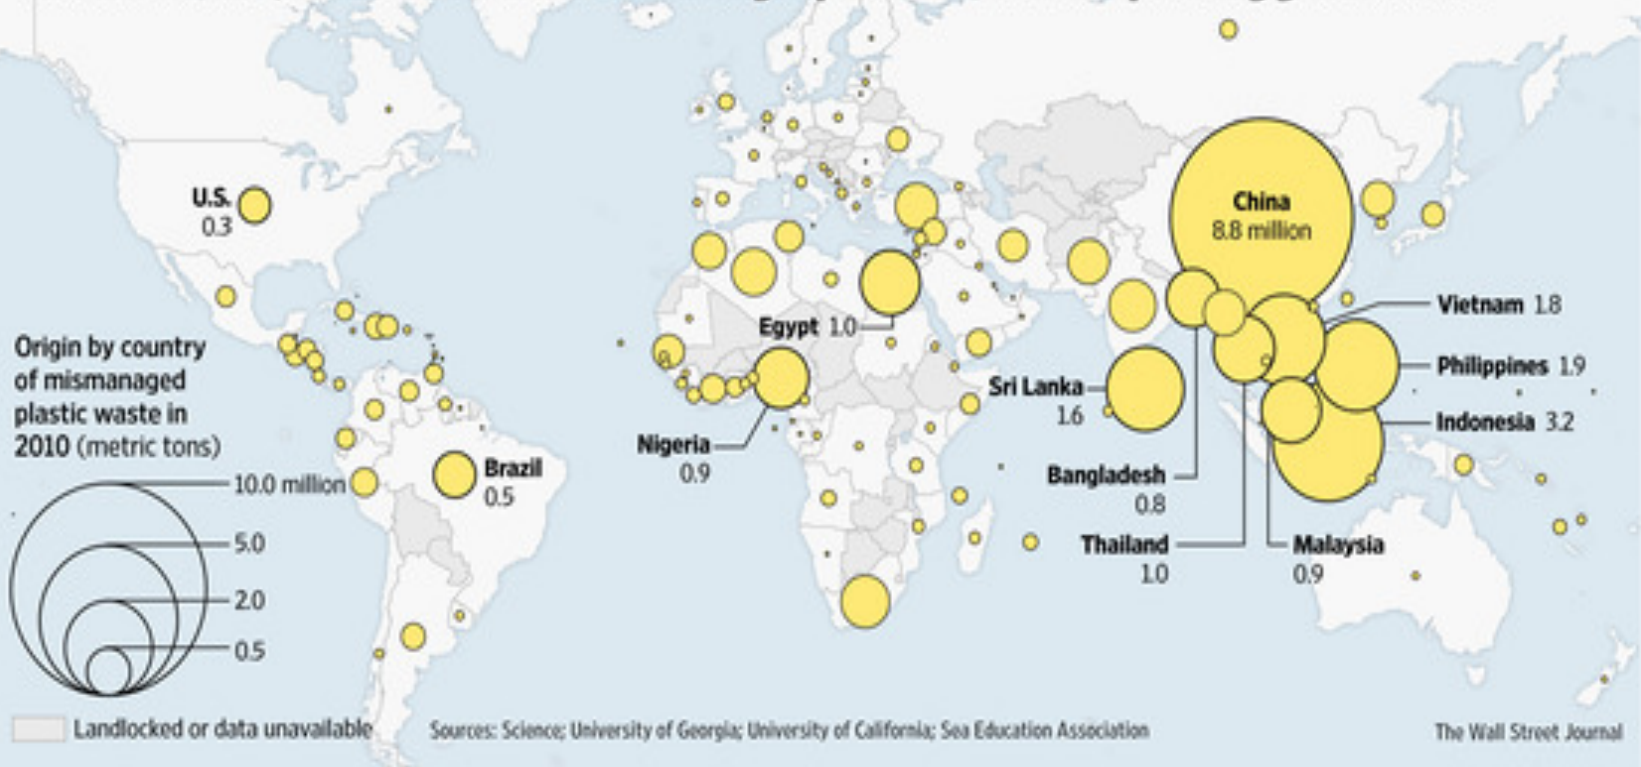 U.S.
0.3
China
8.8 million
Vietnam 1.8
Egypt 1.0
Origin by country
of mismanaged
plastic waste in
2010 (metric tons)
Philippines 1.9
Sri Lanka
1.6
Indonesia 3.2
Nigeria
0.9
Brazil
0.5
Bangladesh
0.8
10.0 million
5.0
2.0
0.5
Thailand
1.0
Malaysia
0.9
Landlocked or data unavailable
Sources: Science; University of Georgia; University of California; Sea Education Association
The Wall Street Journal